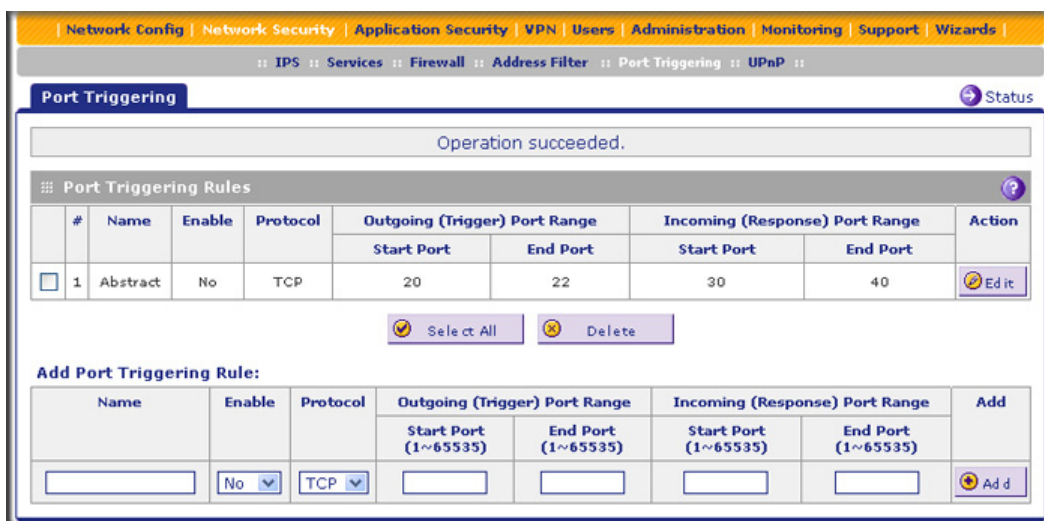 | Network Config | Network Security | Application Security | VPN | Users | Administration | Monitoring | Support | Wizards |
:: IPS :: Services :: Firewall :: Address Filter :: Port Triggering :: UPnP ::
Port Triggering
Status
Operation succeeded.
Port Triggering Rules
?
# Name Enable Protocol Outgoing (Trigger) Port Range Incoming (Response) Port Range Action
Start Port End Port Start Port End Port
1 Abstract No TCP 20 22 30 40 Edit
Select All Delete
Add Port Triggering Rule:
Name Enable Protocol Outgoing (Trigger) Port Range Incoming (Response) Port Range Add
Start Port End Port Start Port End Port
(1~65535) (1~65535) (1~65535) (1~65535)
No TCP Add